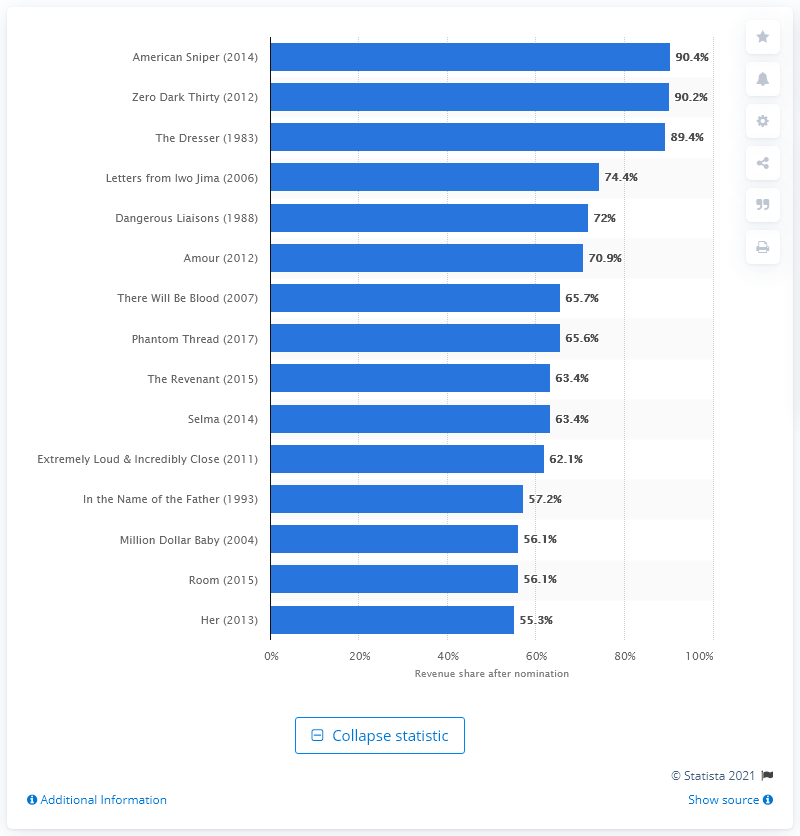 American Sniper (2014) 90.4%
Zero Dark Thirty (2012) 90.2%
The Dresser (1983) 89.4%
Letters from Iwo Jima (2006) 74.4%
Dangerous Liaisons (1988) 72%
Amour (2012) 70.9%
There Will Be Blood (2007) 65.7%
Phantom Thread (2017) 65.6%
The Revenant (2015) 63.4%
Selma (2014) 63.4%
Extremely Loud & Incredibly Close (2011) 62.1%
In the Name of the Father (1993) 57.2%
Million Dollar Baby (2004) 56.1%
Room (2015) 56.1%
Her (2013) 55.3%
0% 20% 40% 60% 80% 100%
Revenue share after nomination
Collapse statistic
© Statista 2021
Additional Information Show source